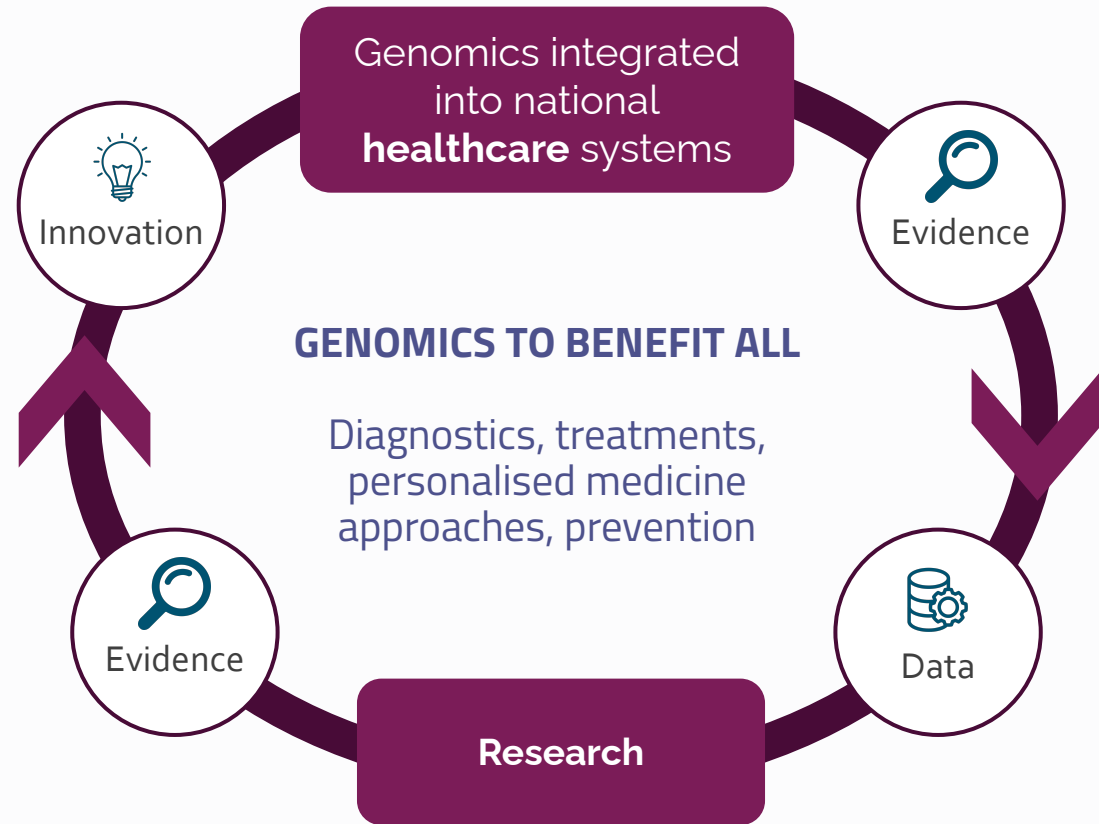 Genomics integrated
into national
healthcare systems
Innovation
Evidence
GENOMICS TO BENEFIT ALL
Diagnostics, treatments,
personalised medicine
approaches, prevention
Evidence
Data
Research